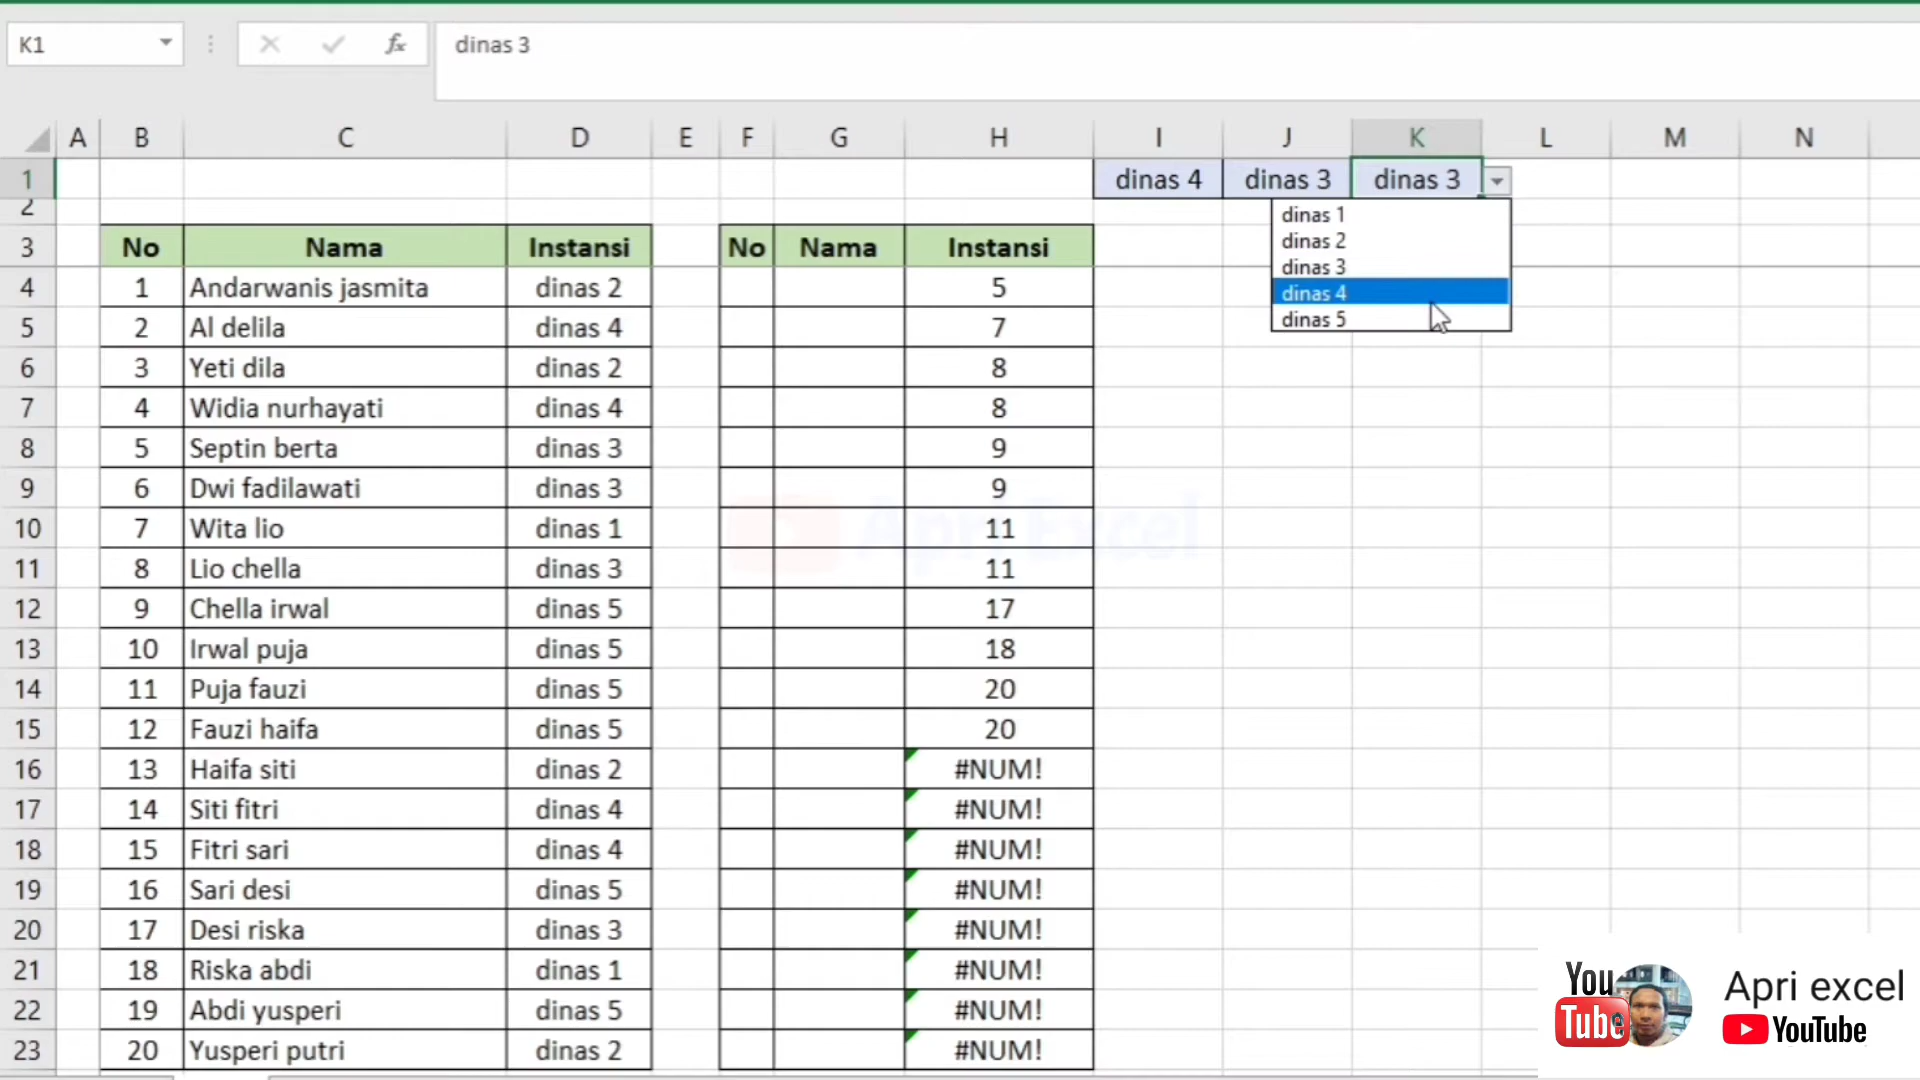 K1 fx dinas 3
A B C D E F G H I J K L M N
1 dinas 4 dinas 3 dinas 3
2 dinas 1
dinas 2
3 No Nama Instansi No Nama Instansi
dinas 3
4 1 Andarwanis jasmita dinas 2 5 dinas 4
dinas 5
5 2 Al delila dinas 4 7
6 3 Yeti dila dinas 2 8
7 4 Widia nurhayati dinas 4 8
8 5 Septin berta dinas 3 9
9 6 Dwi fadilawati dinas 3 9
10 7 Wita lio dinas 1 11
Apri Excel
11 8 Lio chella dinas 3 11
12 9 Chella irwal dinas 5 17
13 10 Irwal puja dinas 5 18
14 11 Puja fauzi dinas 5 20
15 12 Fauzi haifa dinas 5 20
16 13 Haifa siti dinas 2 #NUM!
17 14 Siti fitri dinas 4 #NUM!
18 15 Fitri sari dinas 4 #NUM!
19 16 Sari desi dinas 5 #NUM!
20 17 Desi riska dinas 3 #NUM!
21 18 Riska abdi dinas 1 #NUM!
22 19 Abdi yusperi dinas 5 #NUM!
23 20 Yusperi putri dinas 2 #NUM!
You Tube
Apri excel
YouTube